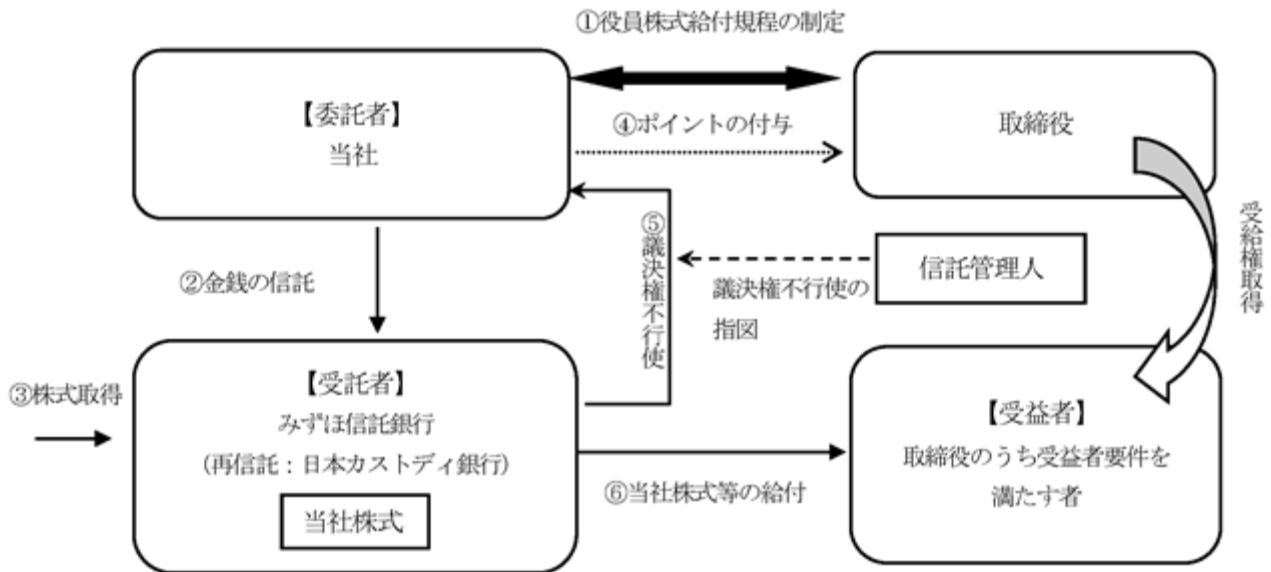 ①役員株式給付規程の制定
【委託者】
当社
④ポイントの付与
取締役
⑤議決権不行使
受給権取得
②金銭の信託
信託管理人
議決権不行使の
指図
③株式取得
【受託者】
みずほ信託銀行
(再信託：日本カストディ銀行)
当社株式
⑥当社株式等の給付
【受益者】
取締役のうち受益者要件を
満たす者